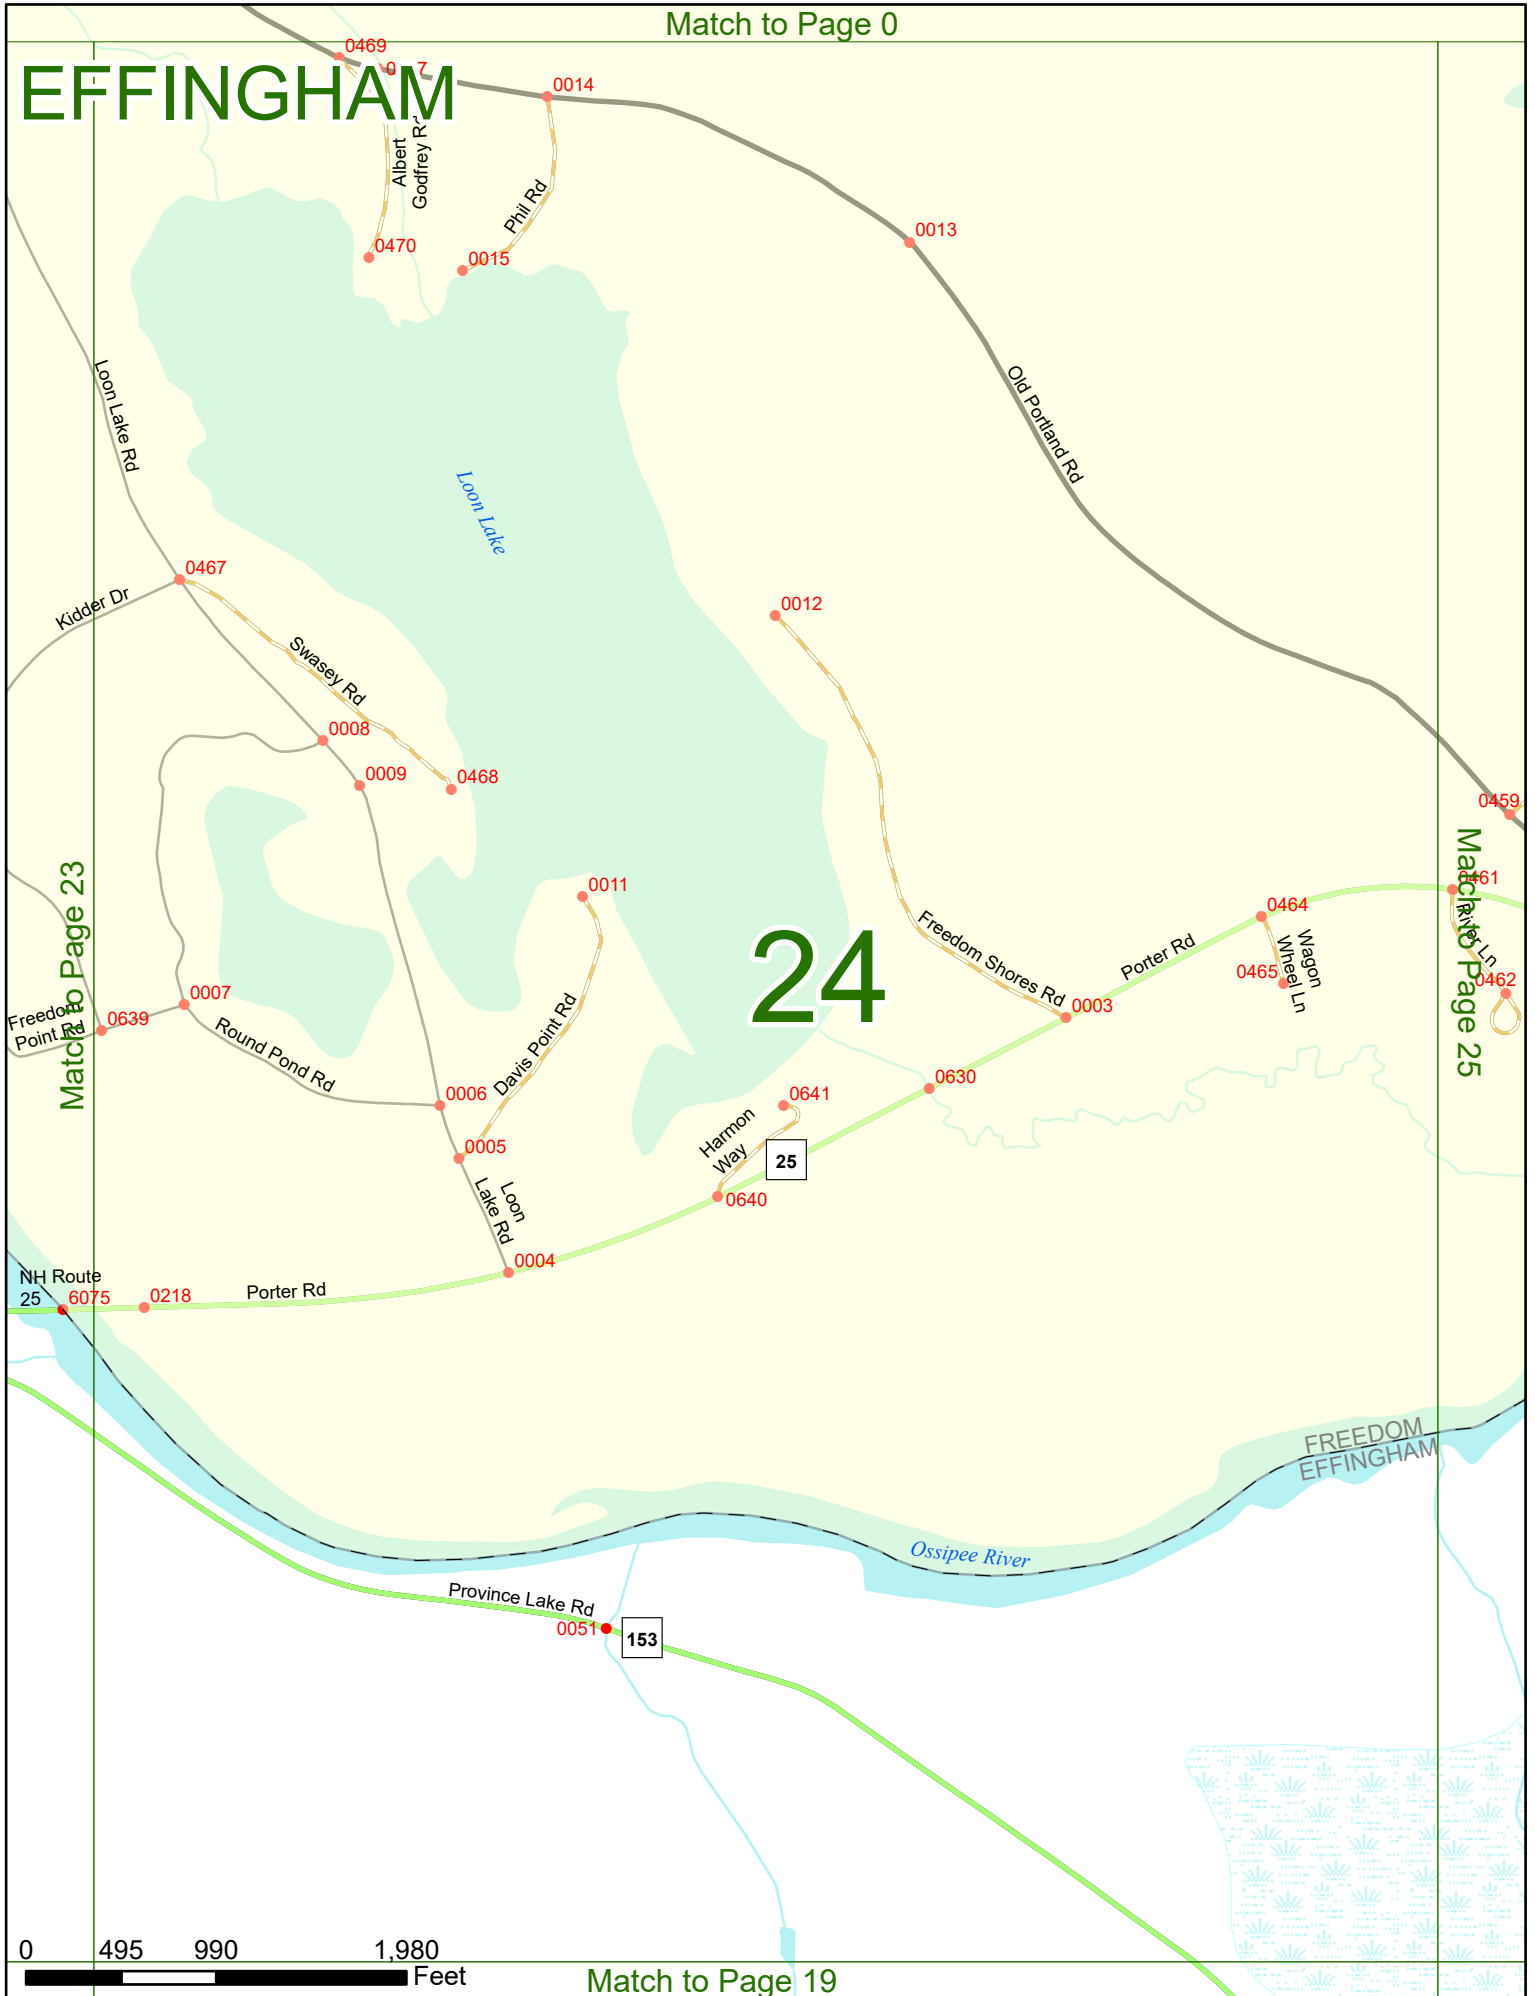 Match to Page 0
EFFINGHAM
0469
0014
Albert
Godfrey Rd
Phil Rd
0470
0015
0013
Loon Lake Rd
Old Portland Rd
Loon Lake
0467
Kidder Dr
Swasey Rd
0012
0008
0009
0468
0459
Match to Page 23
Match to Page 25
0011
0461
0464
River Ln
24
Freedom Shores Rd
Porter Rd
Wagon
Wheel Ln
0465
0462
0007
Freedom
Point Rd
0639
0003
Round Pond Rd
Davis Point Rd
0006
0630
0641
Harmon
Way
25
0005
Loon
Lake Rd
0640
0004
NH Route
25
6075
0218
Porter Rd
FREEDOM
EFFINGHAM
Ossipee River
Province Lake Rd
0051
153
0 495 990 1,980
Feet
Match to Page 19